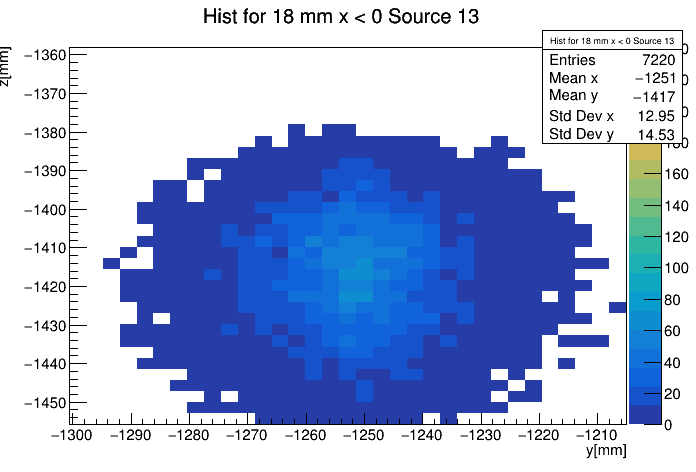 Hist for 18 mm x < 0 Source 13
Hist for 18 mm x < 0 Source 13
Entries 7220
Mean x −1251
Mean y −1417
Std Dev x 12.95
Std Dev y 14.53
z[mm]
−1360
−1370
−1380
−1390
−1400
−1410
−1420
−1430
−1440
−1450
−1300 −1290 −1280 −1270 −1260 −1250 −1240 −1230 −1220 −1210
y[mm]
180
160
140
120
100
80
60
40
20
0